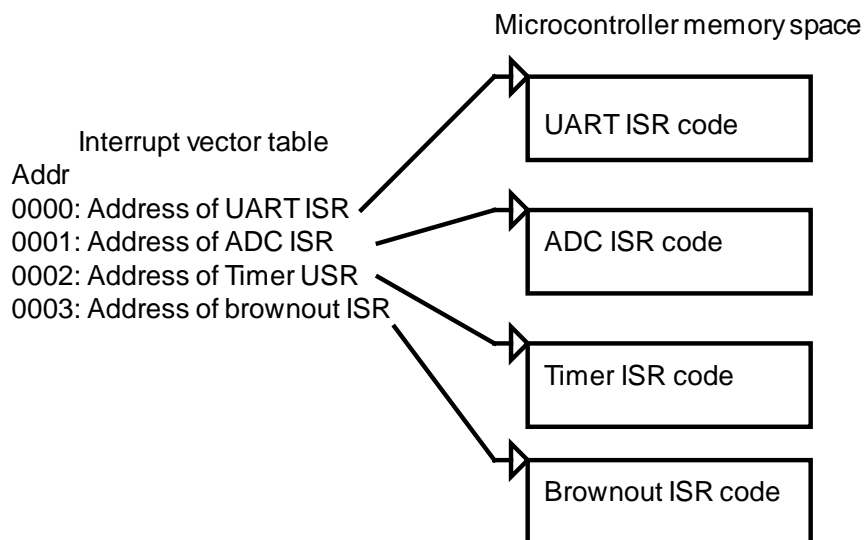 Microcontroller memory space
UART ISR code
Interrupt vector table
Addr
0000: Address of UART ISR
0001: Address of ADC ISR
0002: Address of Timer USR
0003: Address of brownout ISR
ADC ISR code
Timer ISR code
Brownout ISR code